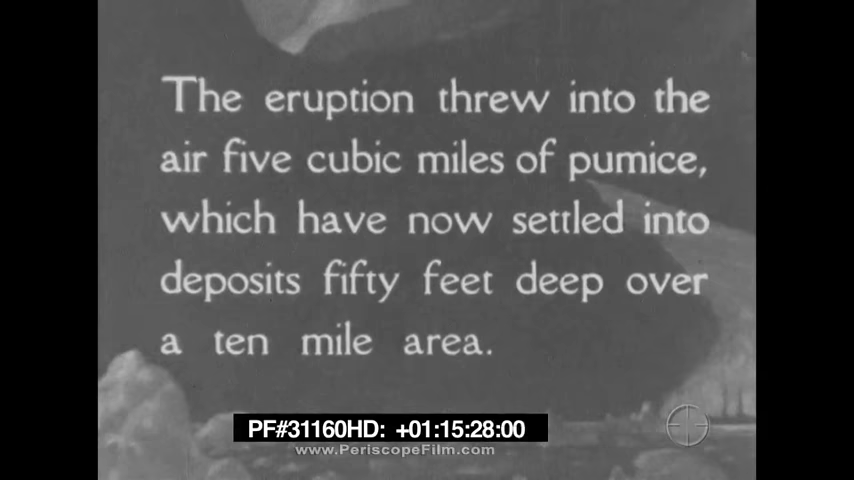 The eruption threw into the
air five cubic miles of pumice,
which have now settled into
deposits fifty feet deep over
a ten mile area.
PF#31160HD: +01:15:28:00
www.PeriscopeFilm.com